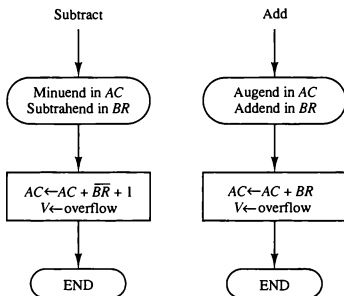 Subtract
Minuend in AC
Subtrahend in BR
AC←AC + B̅R̅ + 1
V←overflow
END
Add
Augend in AC
Addend in BR
AC←AC + BR
V←overflow
END